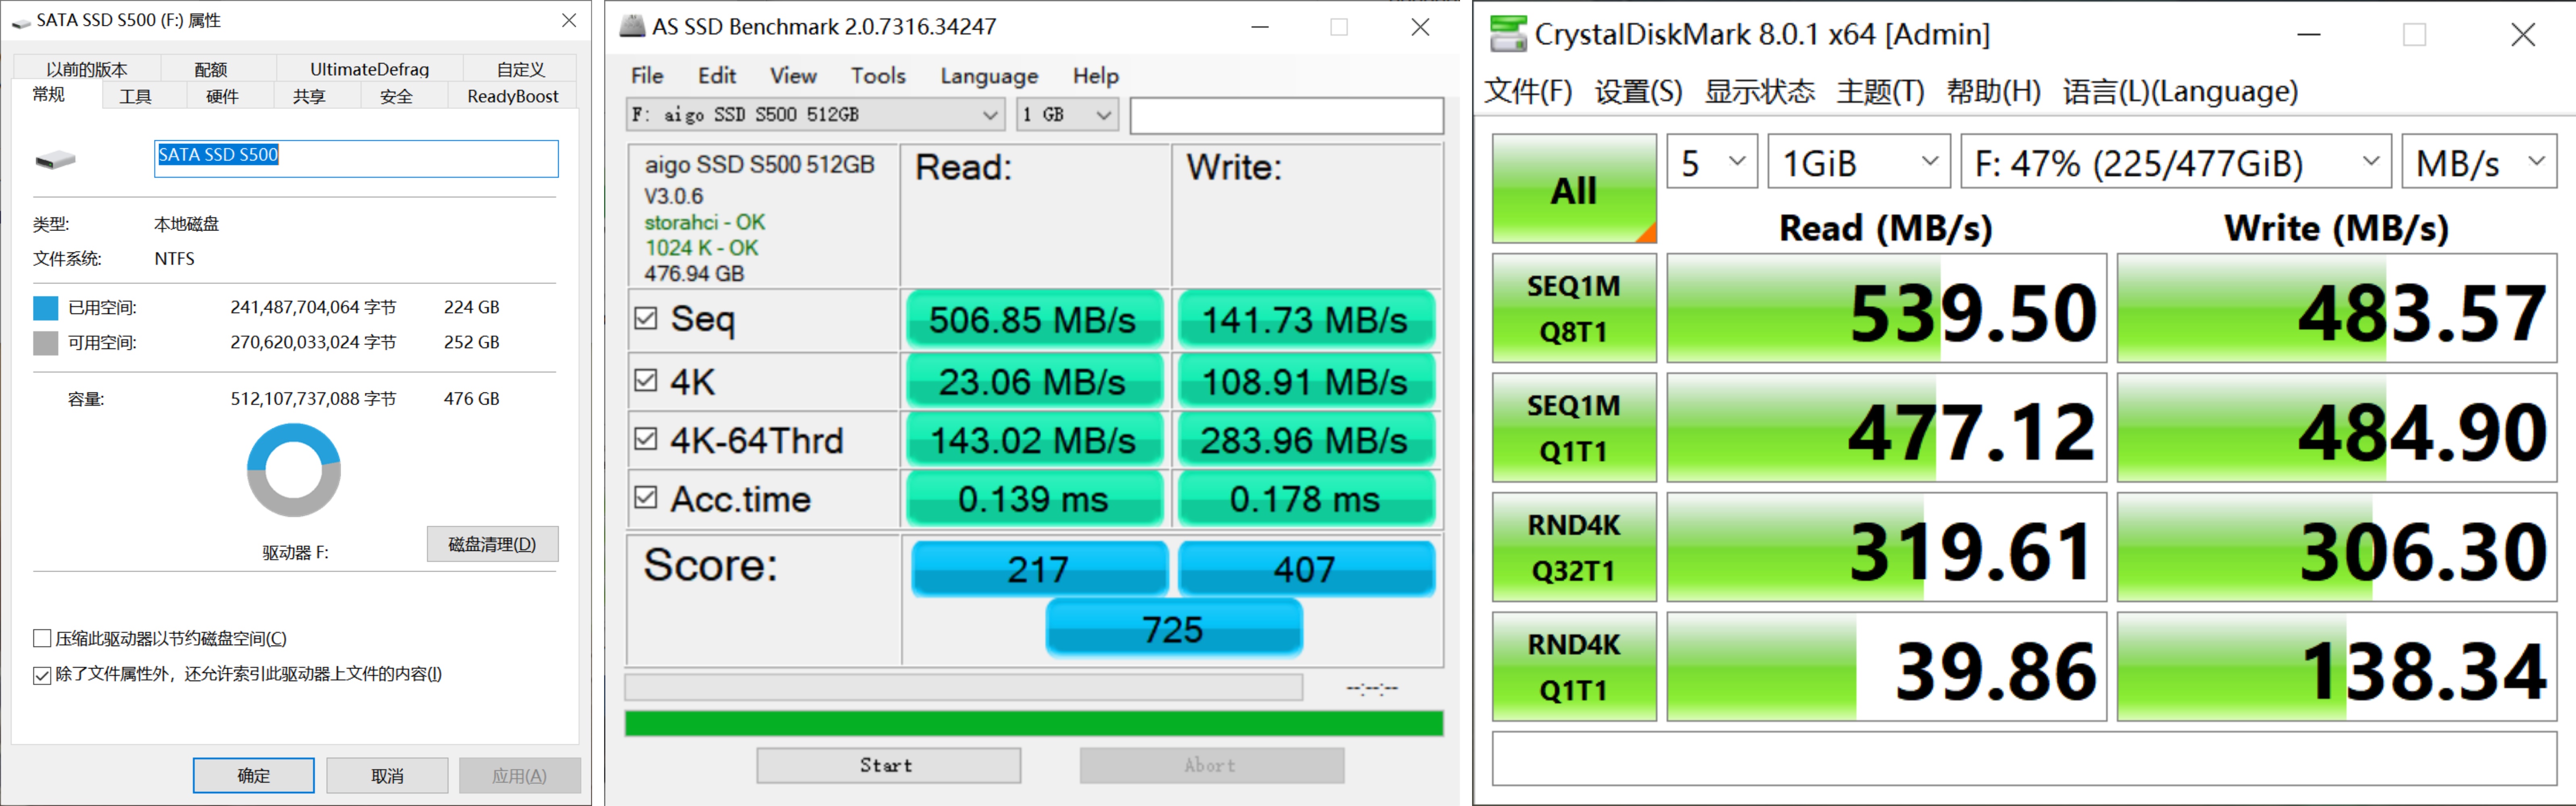 SATA SSD S500 (F:) 属性
以前的版本 配额 UltimateDefrag 自定义
常规 工具 硬件 共享 安全 ReadyBoost
SATA SSD S500
类型: 本地磁盘
文件系统: NTFS
已用空间: 241,487,704,064 字节 224 GB
可用空间: 270,620,033,024 字节 252 GB
容量: 512,107,737,088 字节 476 GB
驱动器 F:
磁盘清理(D)
压缩此驱动器以节约磁盘空间(C)
除了文件属性外，还允许索引此驱动器上文件的内容(I)
确定 取消 应用(A)
AS SSD Benchmark 2.0.7316.34247
File Edit View Tools Language Help
F: aigo SSD S500 512GB 1 GB
aigo SSD S500 512GB Read: Write:
V3.0.6
storahci - OK
1024 K - OK
476.94 GB
Seq 506.85 MB/s 141.73 MB/s
4K 23.06 MB/s 108.91 MB/s
4K-64Thrd 143.02 MB/s 283.96 MB/s
Acc.time 0.139 ms 0.178 ms
Score: 217 407
725
--:--:--
Start Abort
CrystalDiskMark 8.0.1 x64 [Admin]
文件(F) 设置(S) 显示状态 主题(T) 帮助(H) 语言(L)(Language)
All 5 1GiB F: 47% (225/477GiB) MB/s
Read (MB/s) Write (MB/s)
SEQ1M
Q8T1 539.50 483.57
SEQ1M
Q1T1 477.12 484.90
RND4K
Q32T1 319.61 306.30
RND4K
Q1T1 39.86 138.34